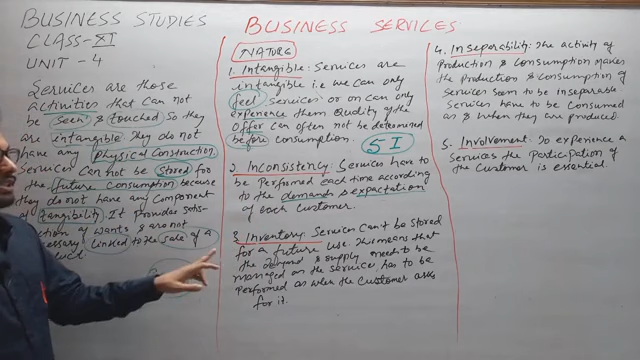 BUSINESS STUDIES
CLASS-XI
UNIT - 4
Services are those
activities that Can not
be Seen & touched So they
are intangible. They do not
have any Physical Construction
Services Can not be Stored for
the future Consumption because
they do not have any Component
of tangibility. It provides Satis-
faction of wants & are not
necessary linked to the Sale of a
BUSINESS SERVICES
NATURE
1. Intangible: Services are
intangible i.e we can only
feel Services or on can only
experience them Quality of the
Offer Can often not be determined
before Consumption.
5 I
2. Inconsistency: Services have to
be Performed each time according
to the demands & expectation
of each Customer.
3. Inventory: Services Can't be Stored
for a future use. This means that
the demand & supply need to be
managed on the Services has to be
performed as when the Customer asks
for it.
4. Inseparability: The activity of
Production & Consumption makes
the Production & Consumption of
Services Seem to be inseparable
Services have to be Consumed
as & when they are produced.
5. Involvement: To experience a
Services the Participation of
the Customer is essential.